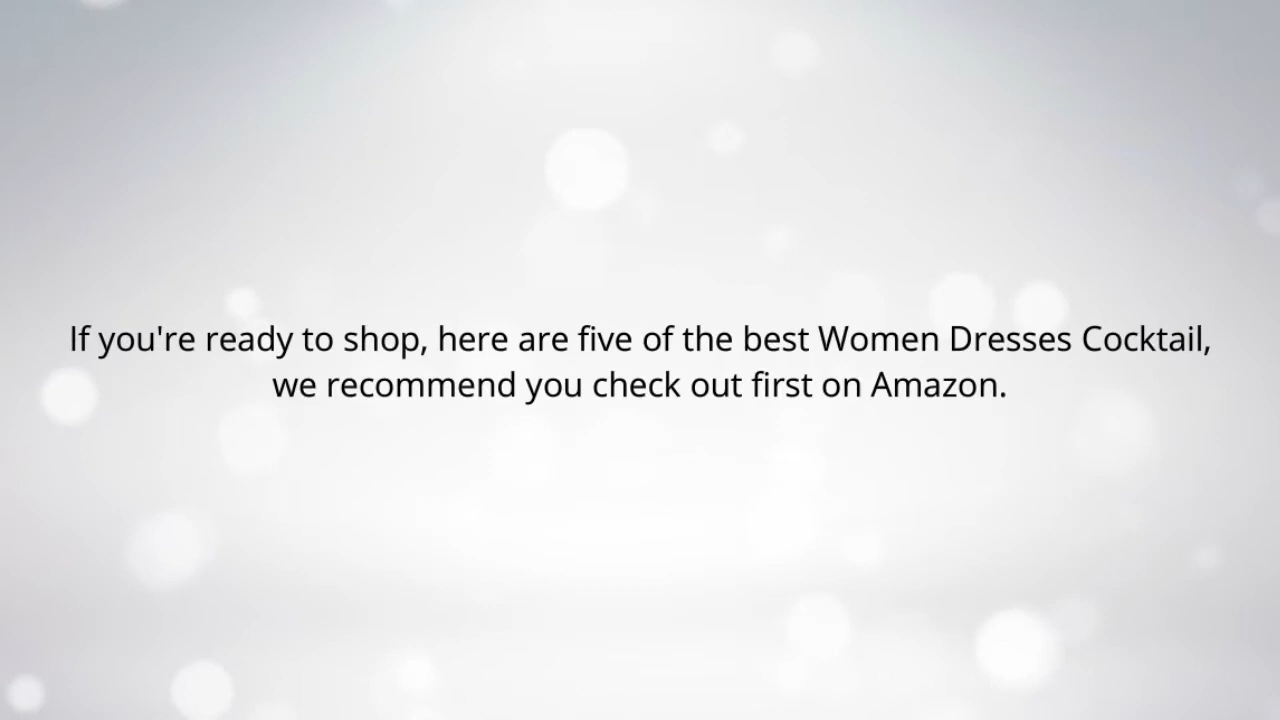 If you're ready to shop, here are five of the best Women Dresses Cocktail,
we recommend you check out first on Amazon.